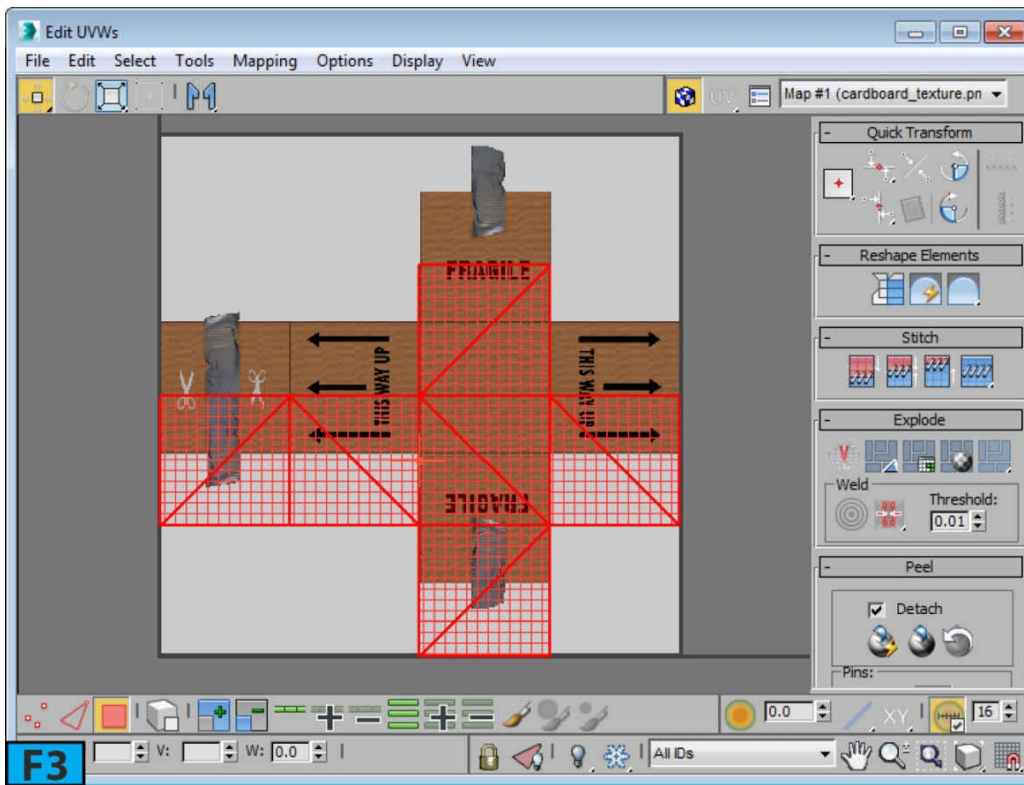 Edit UVWs
File Edit Select Tools Mapping Options Display View
UV
Map #1 (cardboard_texture.pn
Quick Transform
Reshape Elements
Stitch
Explode
Weld
Threshold:
0.01
Peel
Detach
Pins:
FRAGILE
THIS WAY UP
THIS WAY UP
FRAGILE
0.0
XY
16
F3
V:
W: 0.0
All IDs